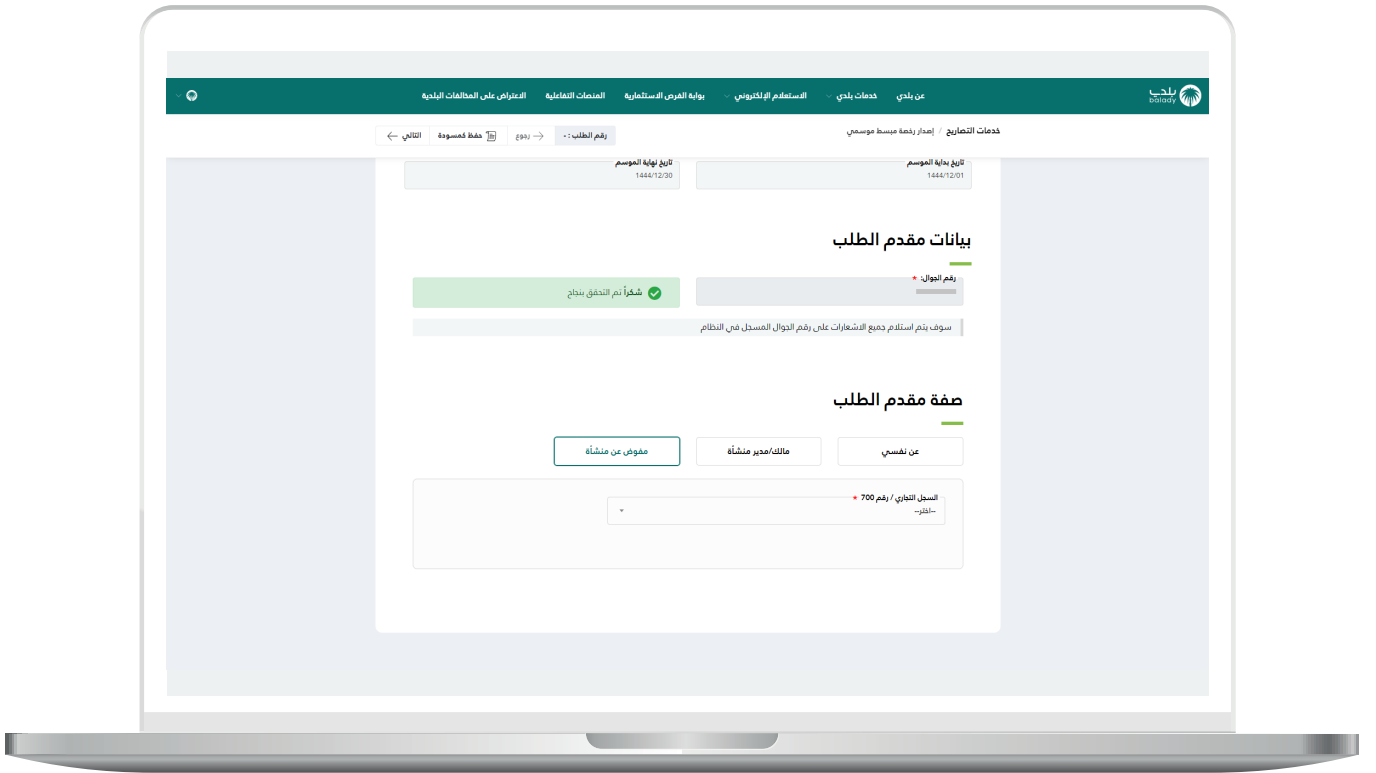 بلدي
balady
عن بلدي
خدمات بلدي
الاستعلام الإلكتروني
بوابة الفرص الاستثمارية
المنصات التفاعلية
الاعتراض على المخالفات البلدية
خدمات التصاريح / إصدار رخصة مبسط موسمي
رقم الطلب : -
رجوع
حفظ كمسودة
التالي
تاريخ بداية الموسم
1444/12/01
تاريخ نهاية الموسم
1444/12/30
بيانات مقدم الطلب
رقم الجوال: *
شكراً تم التحقق بنجاح
سوف يتم استلام جميع الاشعارات على رقم الجوال المسجل في النظام
صفة مقدم الطلب
عن نفسي
مالك/مدير منشأة
مفوض عن منشأة
السجل التجاري / رقم 700 *
--اختر--